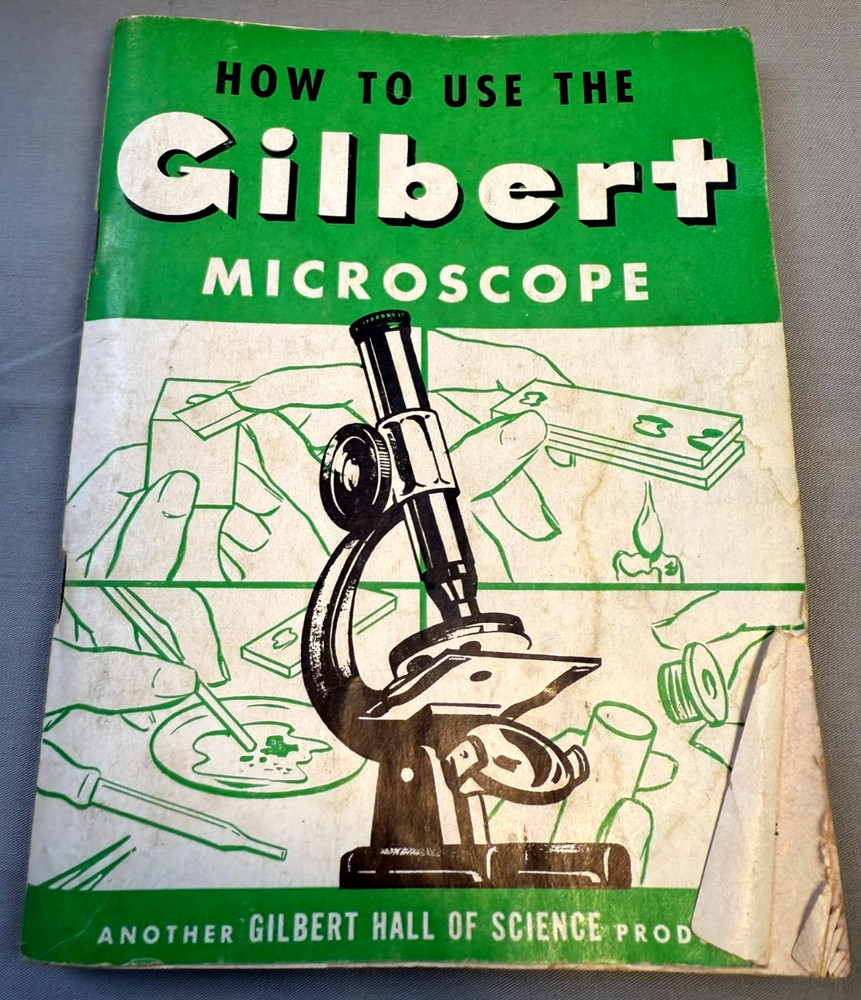 HOW TO USE THE
Gilbert
MICROSCOPE
ANOTHER GILBERT HALL OF SCIENCE PROD